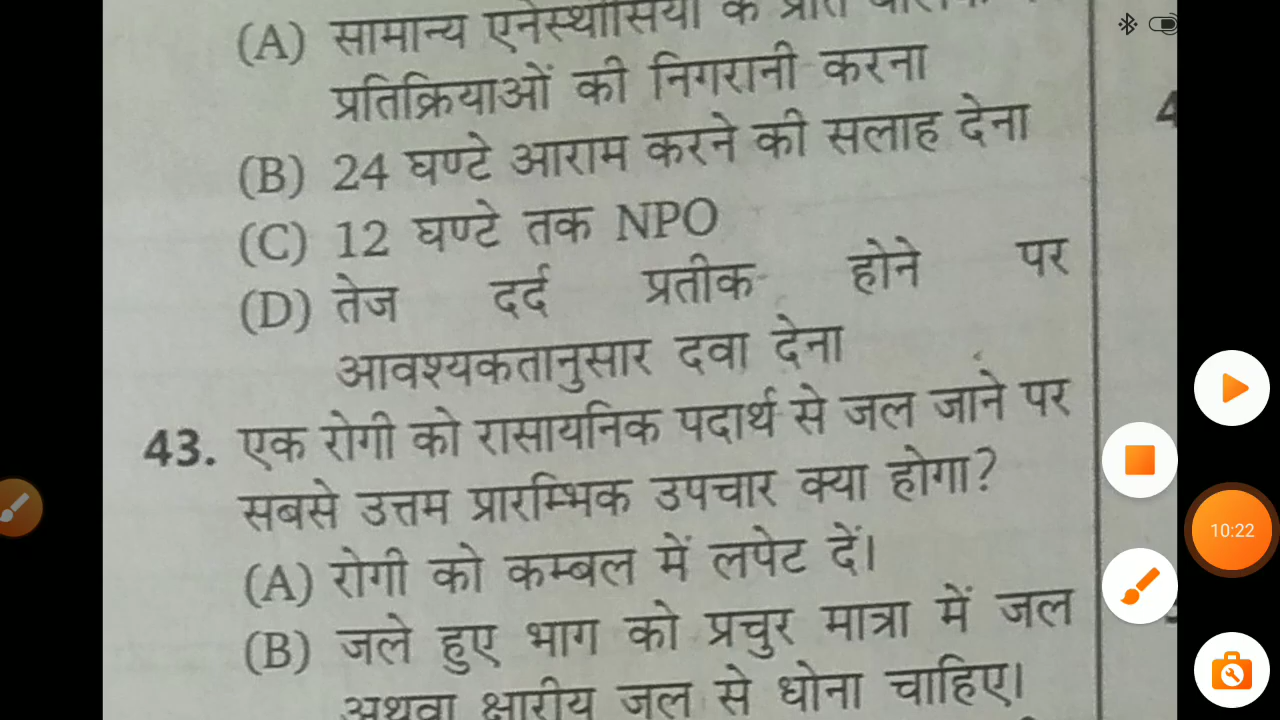 (A) सामान्य एनेस्थीसिया के प्रति
प्रतिक्रियाओं की निगरानी करना
(B) 24 घण्टे आराम करने की सलाह देना
(C) 12 घण्टे तक NPO
(D) तेज दर्द प्रतीक होने पर
आवश्यकतानुसार दवा देना
43. एक रोगी को रासायनिक पदार्थ से जल जाने पर
सबसे उत्तम प्रारम्भिक उपचार क्या होगा?
(A) रोगी को कम्बल में लपेट दें।
(B) जले हुए भाग को प्रचुर मात्रा में जल
अथवा क्षारीय जल से धोना चाहिए।
4
10:22